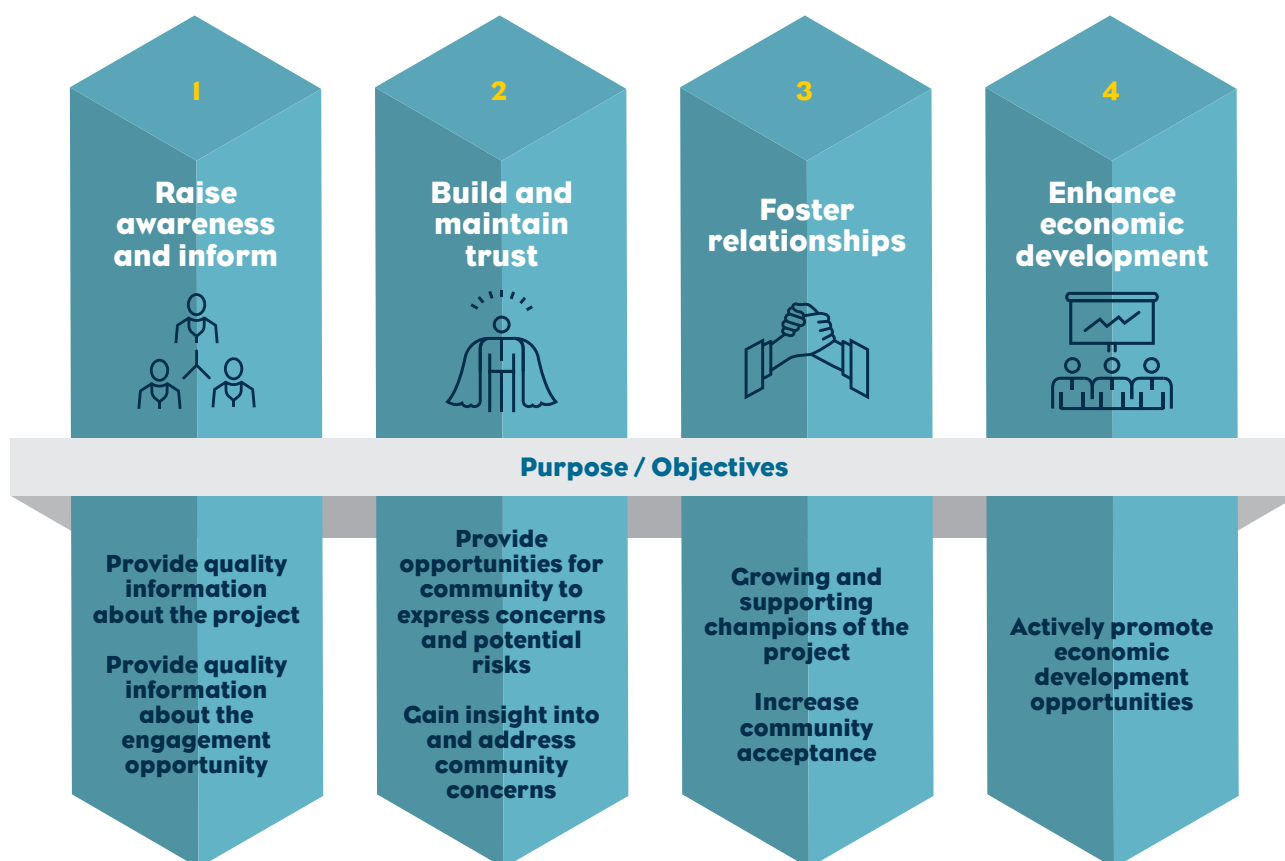 1
Raise
awareness
and inform
2
Build and
maintain
trust
3
Foster
relationships
4
Enhance
economic
development
Purpose / Objectives
Provide quality
information
about the project
Provide quality
information
about the
engagement
opportunity
Provide
opportunities for
community to
express concerns
and potential
risks
Gain insight into
and address
community
concerns
Growing and
supporting
champions of the
project
Increase
community
acceptance
Actively promote
economic
development
opportunities